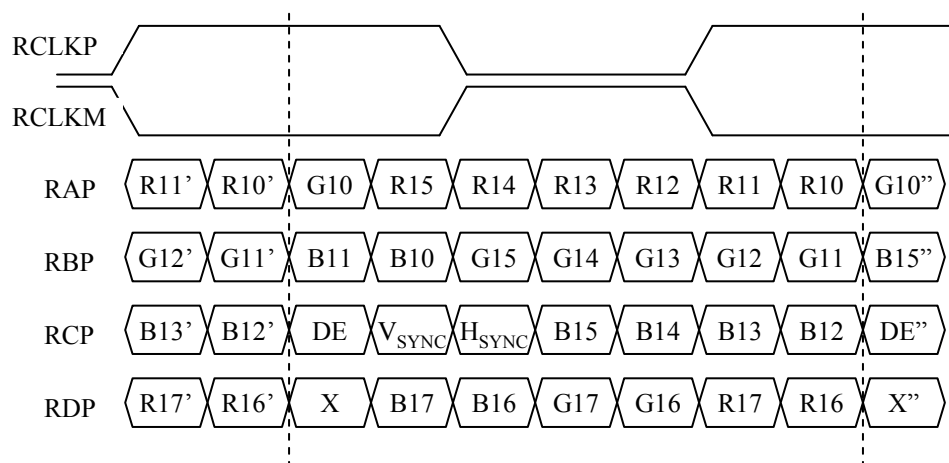 RCLKP
RCLKM
RAP R11’ R10’ G10 R15 R14 R13 R12 R11 R10 G10”
RBP G12’ G11’ B11 B10 G15 G14 G13 G12 G11 B15”
RCP B13’ B12’ DE VSYNC HSYNC B15 B14 B13 B12 DE”
RDP R17’ R16’ X B17 B16 G17 G16 R17 R16 X”